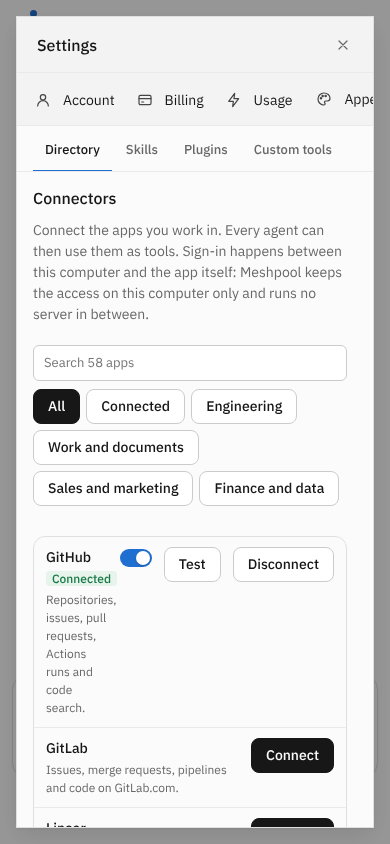 Settings
Account Billing Usage Appe
Directory Skills Plugins Custom tools
Connectors
Connect the apps you work in. Every agent can
then use them as tools. Sign-in happens between
this computer and the app itself: Meshpool keeps
the access on this computer only and runs no
server in between.
Search 58 apps
All Connected Engineering
Work and documents
Sales and marketing Finance and data
GitHub Test Disconnect
Connected
Repositories,
issues, pull
requests,
Actions
runs and
code
search.
GitLab Connect
Issues, merge requests, pipelines
and code on GitLab.com.